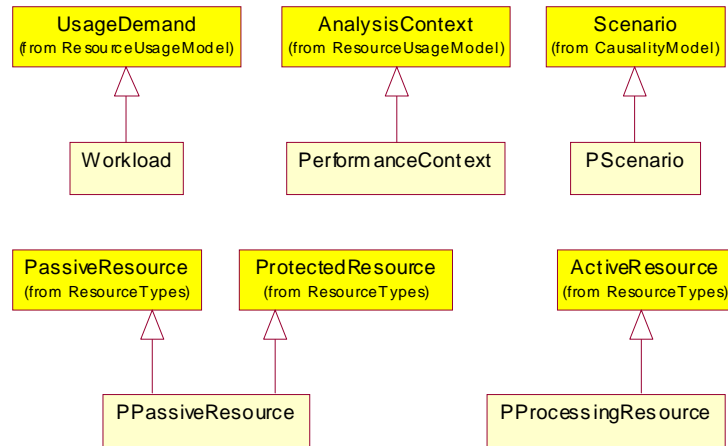 UsageDemand
(from ResourceUsageModel)
AnalysisContext
(from ResourceUsageModel)
Scenario
(from CausalityModel)
Workload
PerformanceContext
PScenario
PassiveResource
(from ResourceTypes)
ProtectedResource
(from ResourceTypes)
ActiveResource
(from ResourceTypes)
PPassiveResource
PProcessingResource